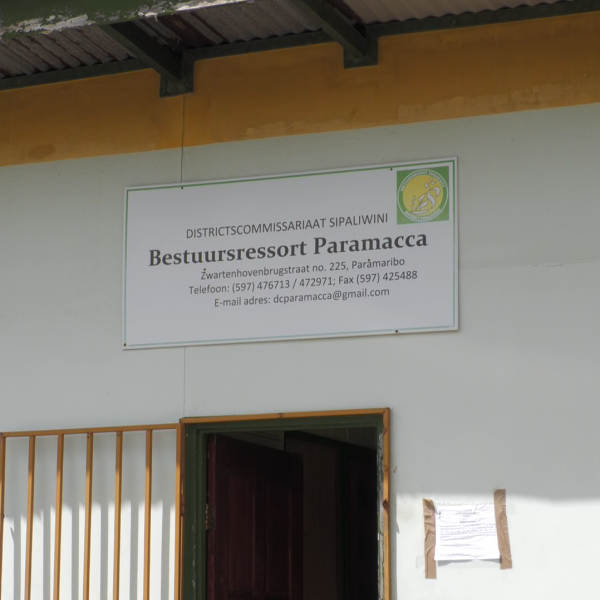 DISTRICTSCOMMISSARIAAT SIPALIWINI
Bestuursressort Paramacca
Zwartenhovenbrugstraat no. 225, Paramaribo
Telefoon: (597) 476713 / 472971; Fax (597) 425488
E-mail adres: dcparamacca@gmail.com